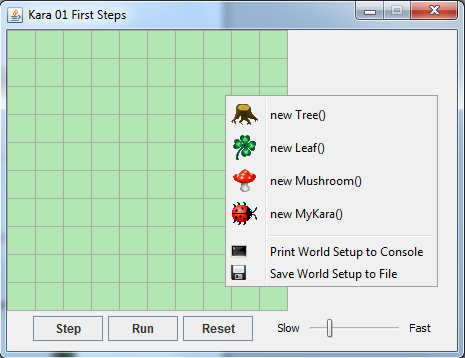 Kara 01 First Steps
new Tree()
new Leaf()
new Mushroom()
new MyKara()
Print World Setup to Console
Save World Setup to File
Step Run Reset Slow Fast